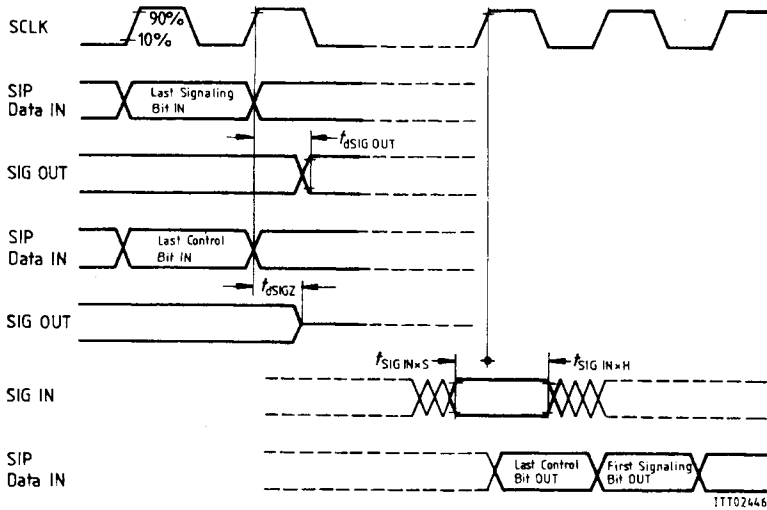 SCLK
90%
10%
SIP
Data IN
Last Signaling
Bit IN
tdSIG OUT
SIG OUT
SIP
Data IN
Last Control
Bit IN
tdSIGZ
SIG OUT
tSIG IN×S
tSIG IN×H
SIG IN
SIP
Data IN
Last Control
Bit OUT
First Signaling
Bit OUT
ITT02446